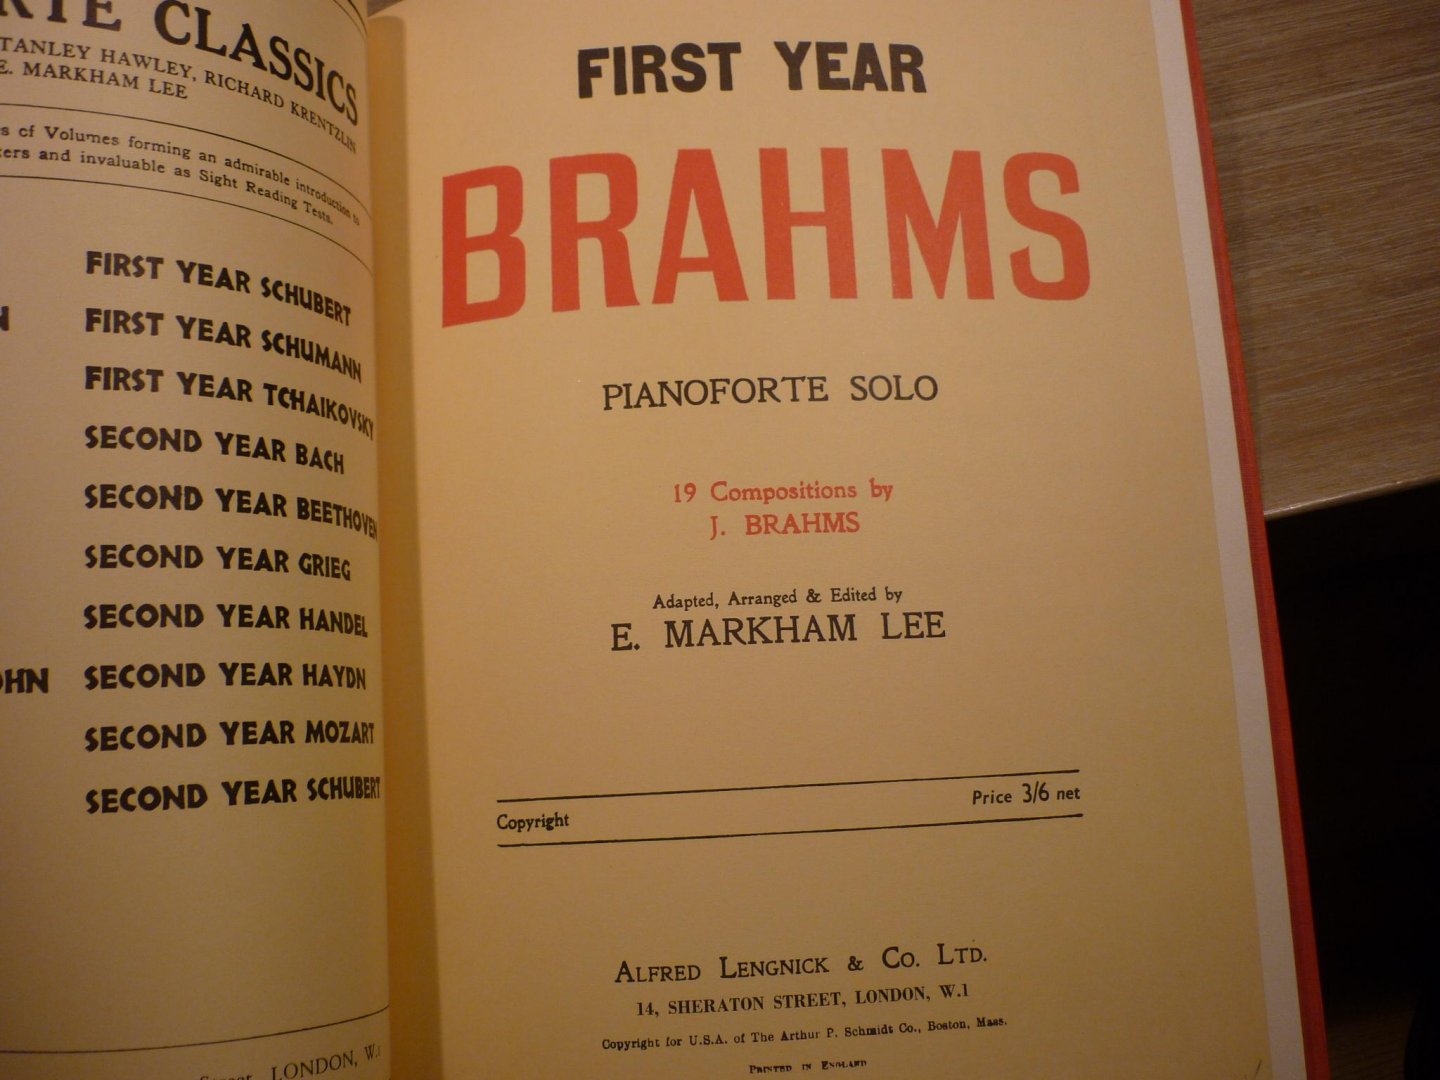 CLASSICS
STANLEY HAWLEY, RICHARD KRENTZLIN
E. MARKHAM LEE
of Volumes forming an admirable introduction to
and invaluable as Sight Reading Tests.
FIRST YEAR SCHUBERT
FIRST YEAR SCHUMANN
FIRST YEAR TCHAIKOVSKY
SECOND YEAR BACH
SECOND YEAR BEETHOVEN
SECOND YEAR GRIEG
SECOND YEAR HANDEL
SECOND YEAR HAYDN
SECOND YEAR MOZART
SECOND YEAR SCHUBERT
LONDON, W.1
FIRST YEAR
BRAHMS
PIANOFORTE SOLO
19 Compositions by
J. BRAHMS
Adapted, Arranged & Edited by
E. MARKHAM LEE
Copyright
Price 3/6 net
ALFRED LENGNICK & CO. LTD.
14, SHERATON STREET, LONDON, W.1
Copyright for U.S.A. of The Arthur P. Schmidt Co., Boston, Mass.
PRINTED IN ENGLAND